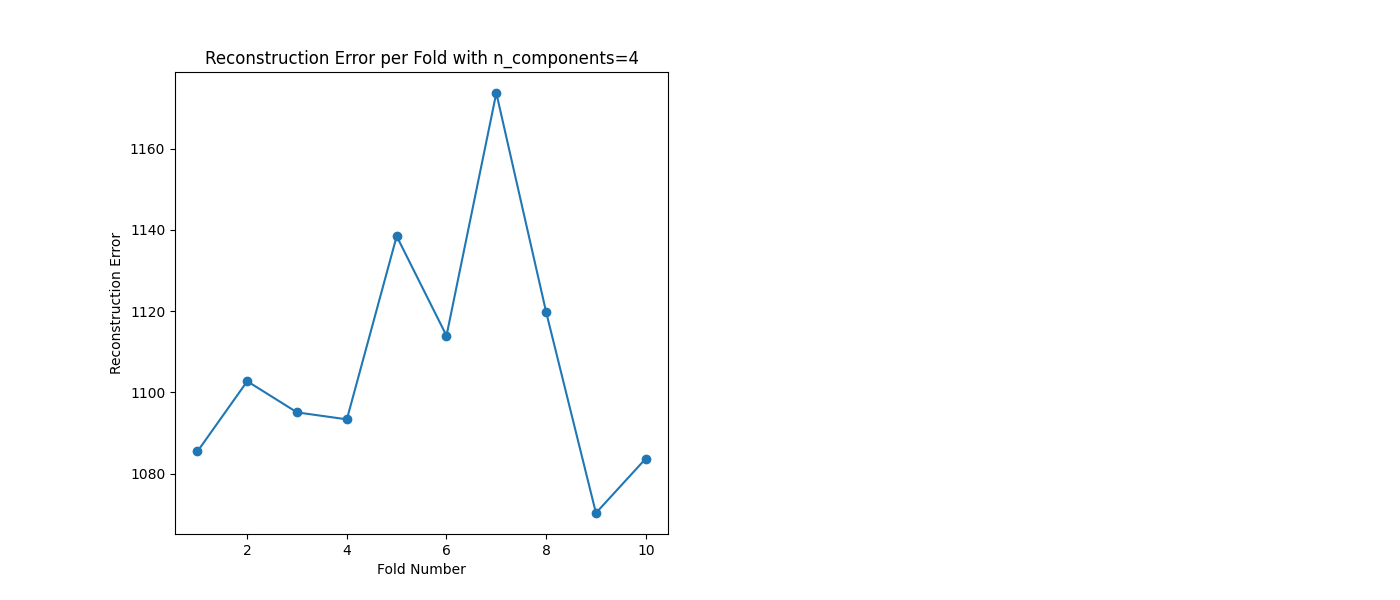 Reconstruction Error per Fold with n_components=4
1160
1140
1120
1100
1080
Reconstruction Error
2 4 6 8 10
Fold Number